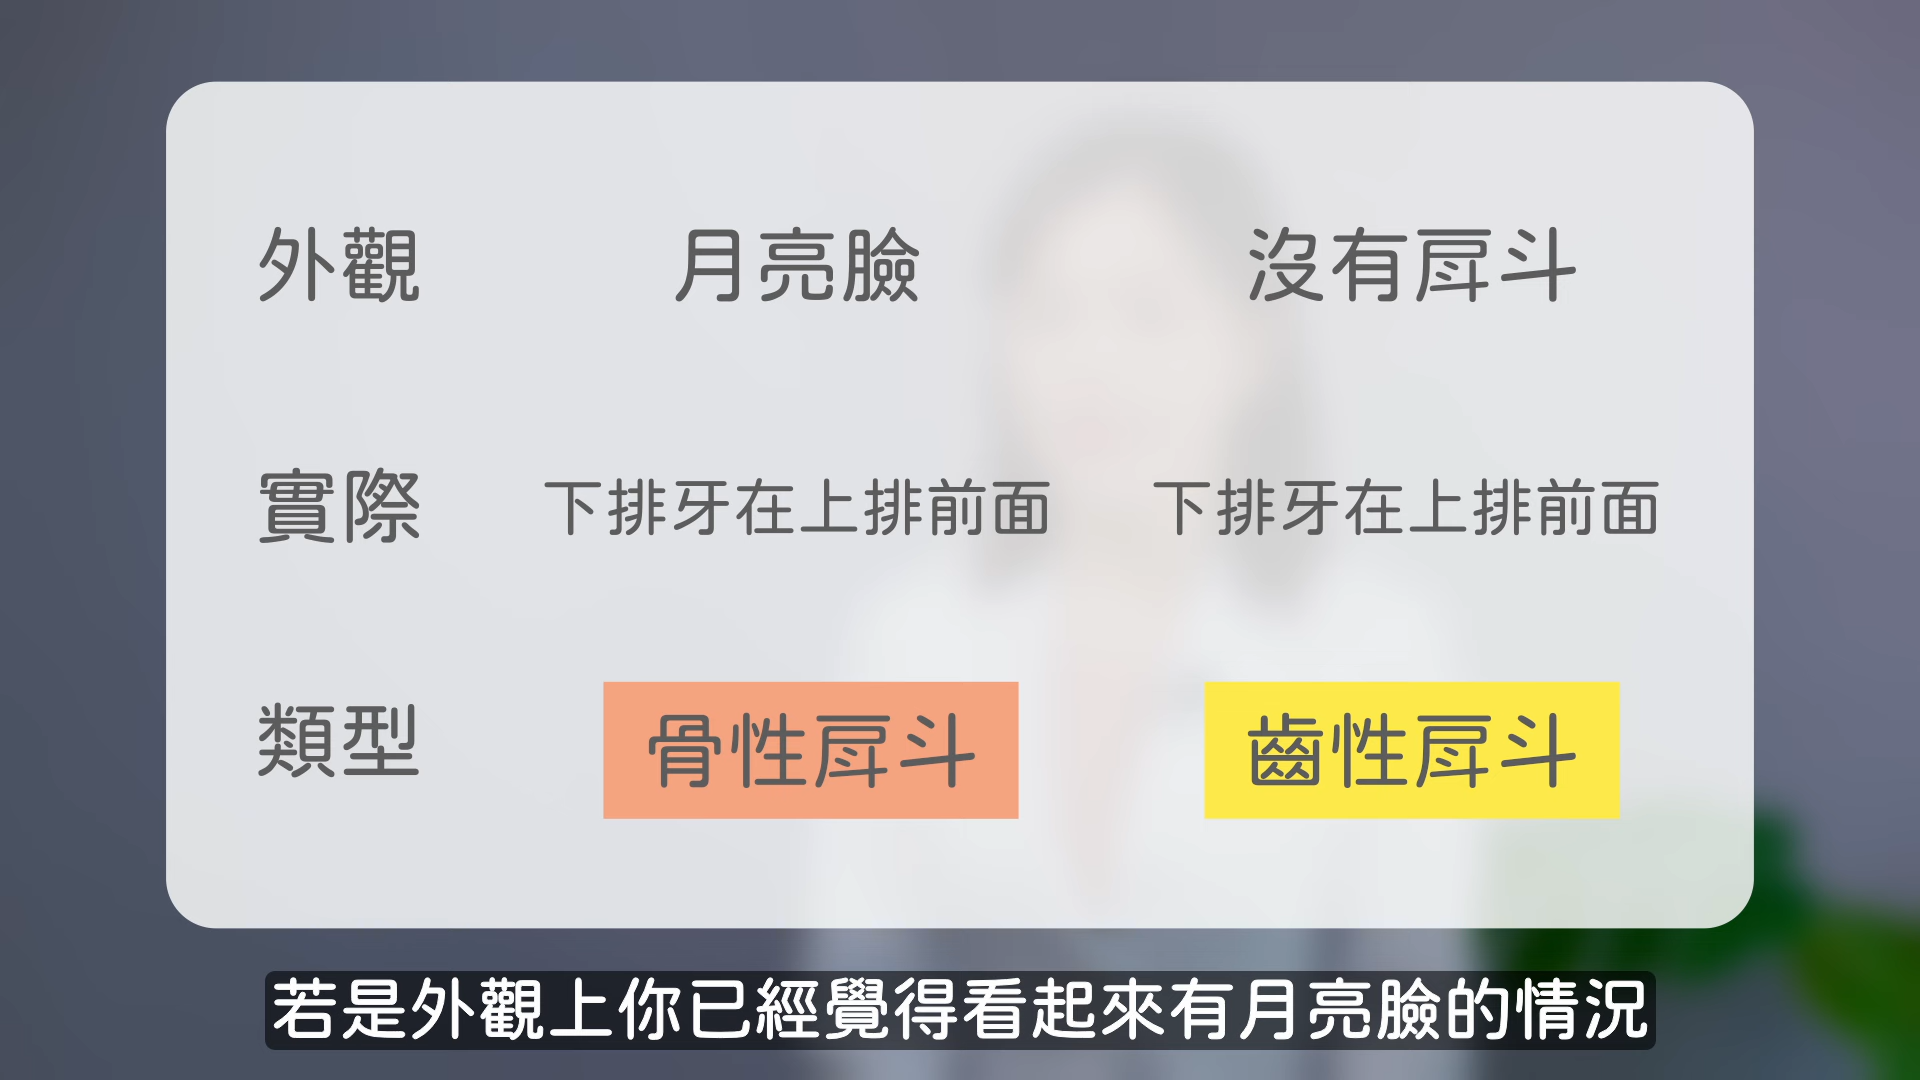 外觀 月亮臉 沒有戽斗
實際 下排牙在上排前面 下排牙在上排前面
類型 骨性戽斗 齒性戽斗
若是外觀上你已經覺得看起來有月亮臉的情況